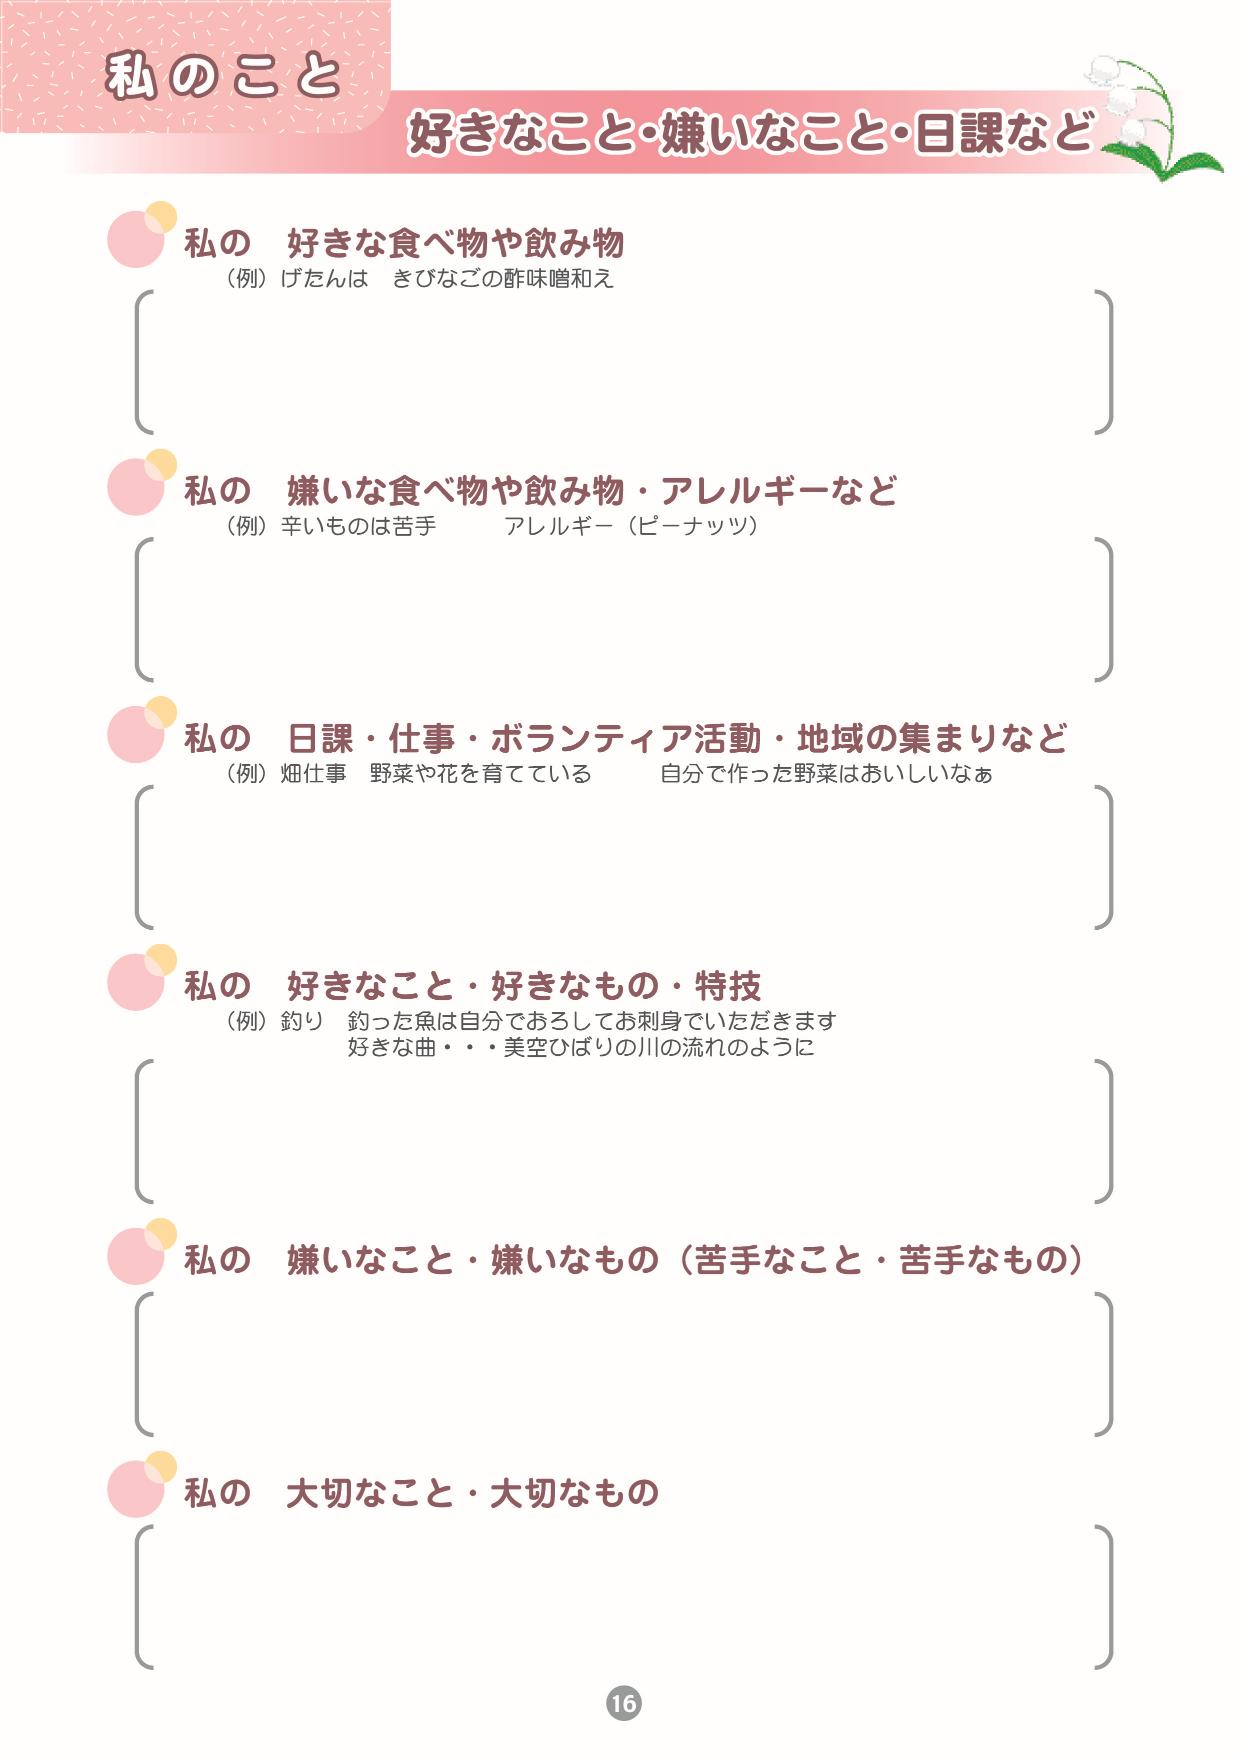 私のこと
好きなこと・嫌いなこと・日課など
私の　好きな食べ物や飲み物
（例）げたんは　きびなごの酢味噌和え
私の　嫌いな食べ物や飲み物・アレルギーなど
（例）辛いものは苦手　　　アレルギー（ピーナッツ）
私の　日課・仕事・ボランティア活動・地域の集まりなど
（例）畑仕事　野菜や花を育てている　　　自分で作った野菜はおいしいなぁ
私の　好きなこと・好きなもの・特技
（例）釣り　釣った魚は自分でおろしてお刺身でいただきます
好きな曲・・・美空ひばりの川の流れのように
私の　嫌いなこと・嫌いなもの（苦手なこと・苦手なもの）
私の　大切なこと・大切なもの
16